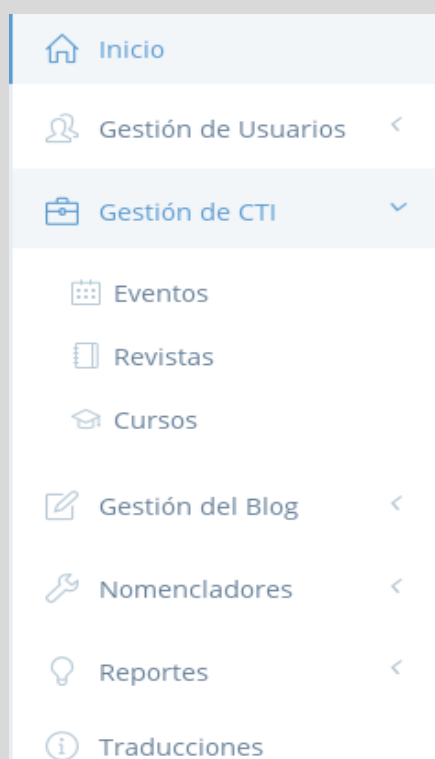 Inicio
Gestión de Usuarios
Gestión de CTI
Eventos
Revistas
Cursos
Gestión del Blog
Nomencladores
Reportes
Traducciones